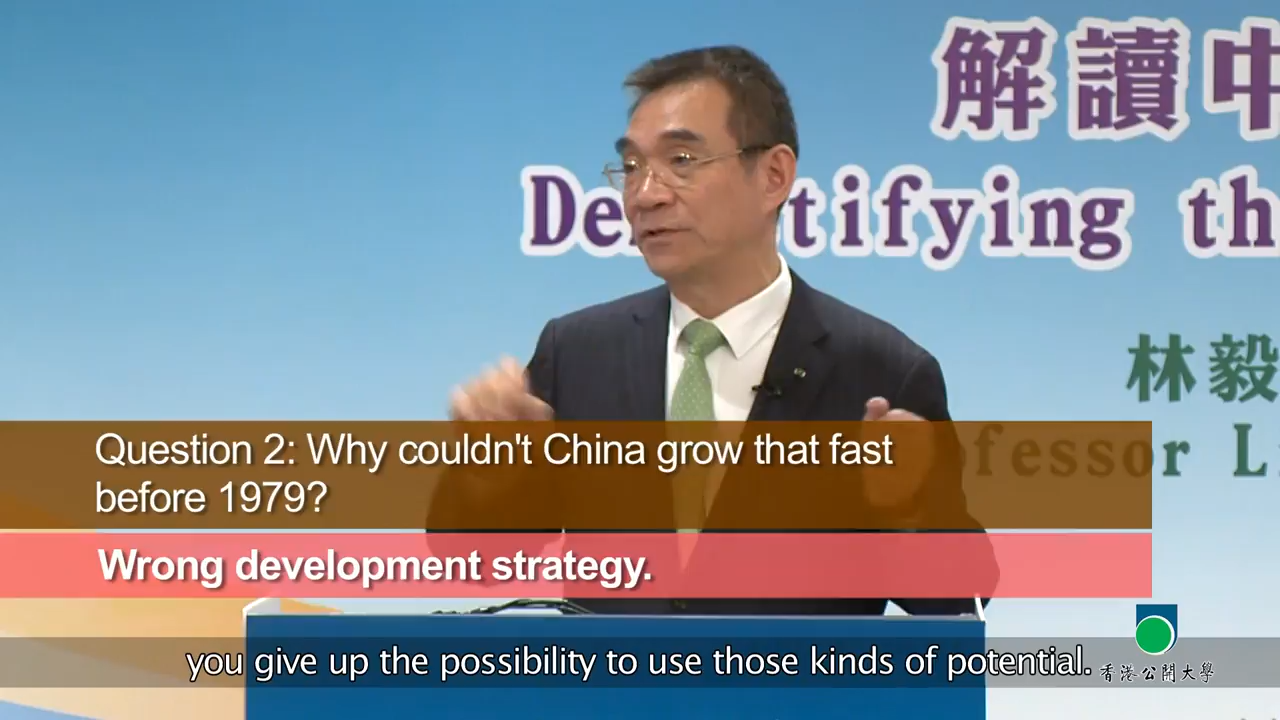 解讀中
De tifying th
林毅
fessor L
Question 2: Why couldn't China grow that fast
before 1979?
Wrong development strategy.
you give up the possibility to use those kinds of potential.
香港公開大學